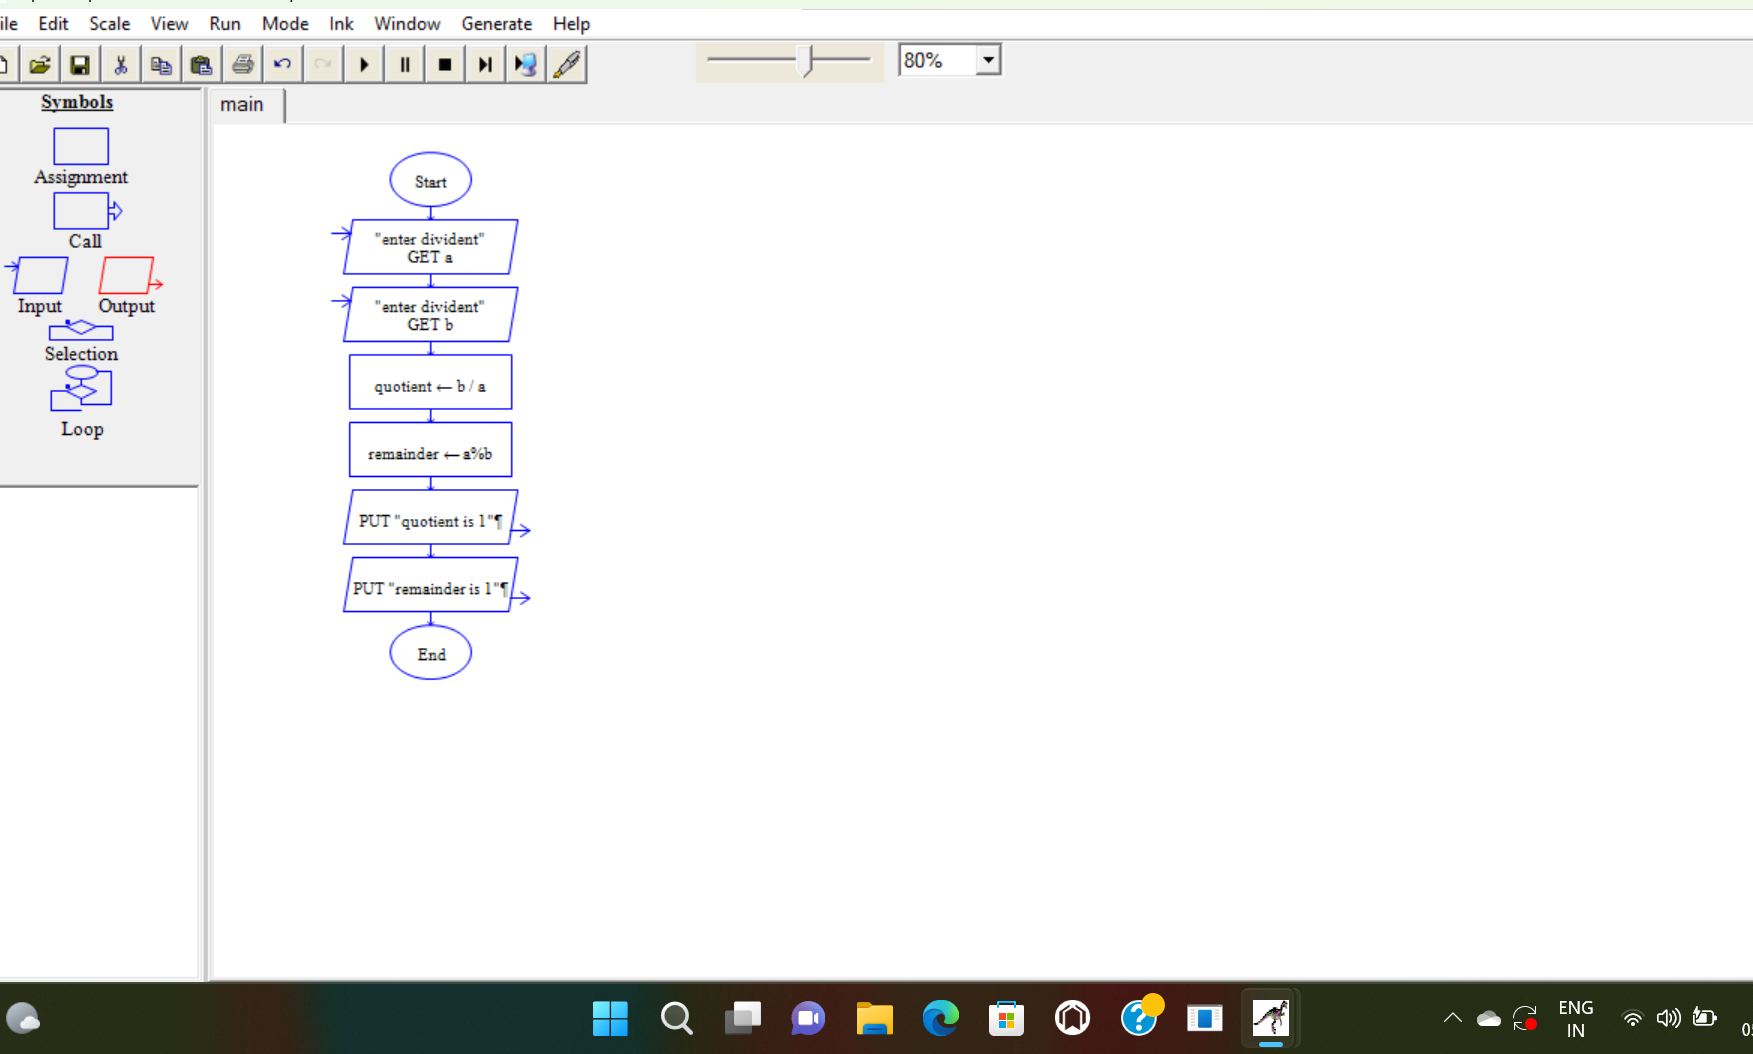 ile Edit Scale View Run Mode Ink Window Generate Help
80%
Symbols
main
Assignment
Call
Input Output
Selection
Loop
Start
"enter divident"
GET a
"enter divident"
GET b
quotient ← b / a
remainder ← a%b
PUT "quotient is 1"¶
PUT "remainder is 1"¶
End
ENG
IN